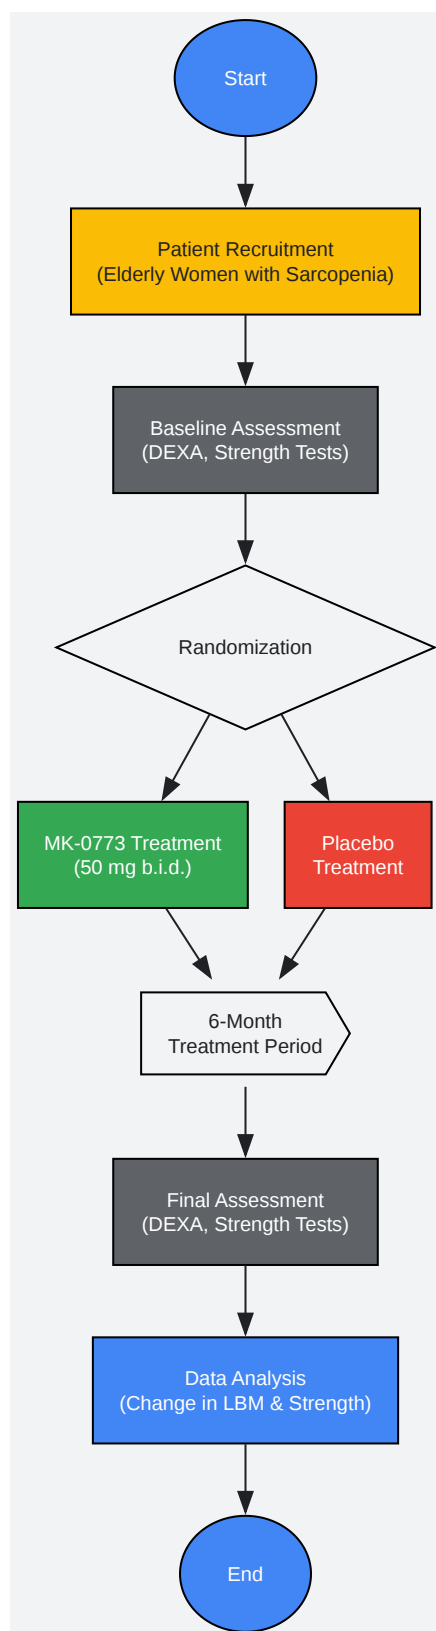 Start
Patient Recruitment
(Elderly Women with Sarcopenia)
Baseline Assessment
(DEXA, Strength Tests)
Randomization
MK-0773 Treatment
(50 mg b.i.d.)
Placebo
Treatment
6-Month
Treatment Period
Final Assessment
(DEXA, Strength Tests)
Data Analysis
(Change in LBM & Strength)
End